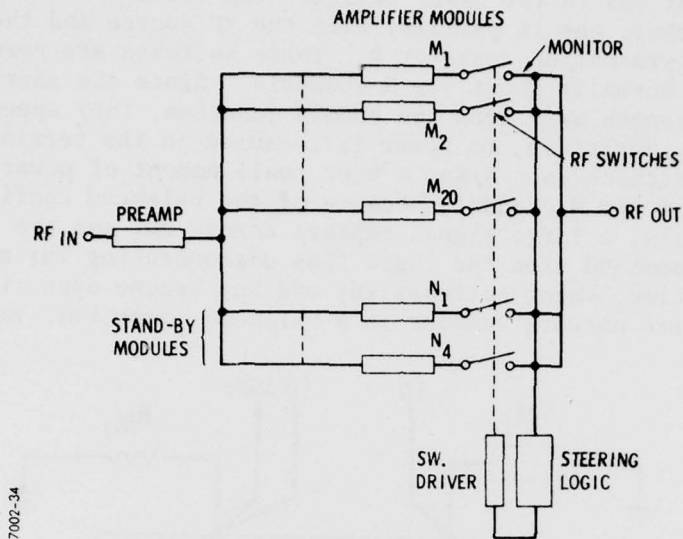 AMPLIFIER MODULES
M1
MONITOR
M2
RF SWITCHES
M20
PREAMP
RF IN
RF OUT
N1
STAND-BY
MODULES
N4
SW.
DRIVER
STEERING
LOGIC
7002-34